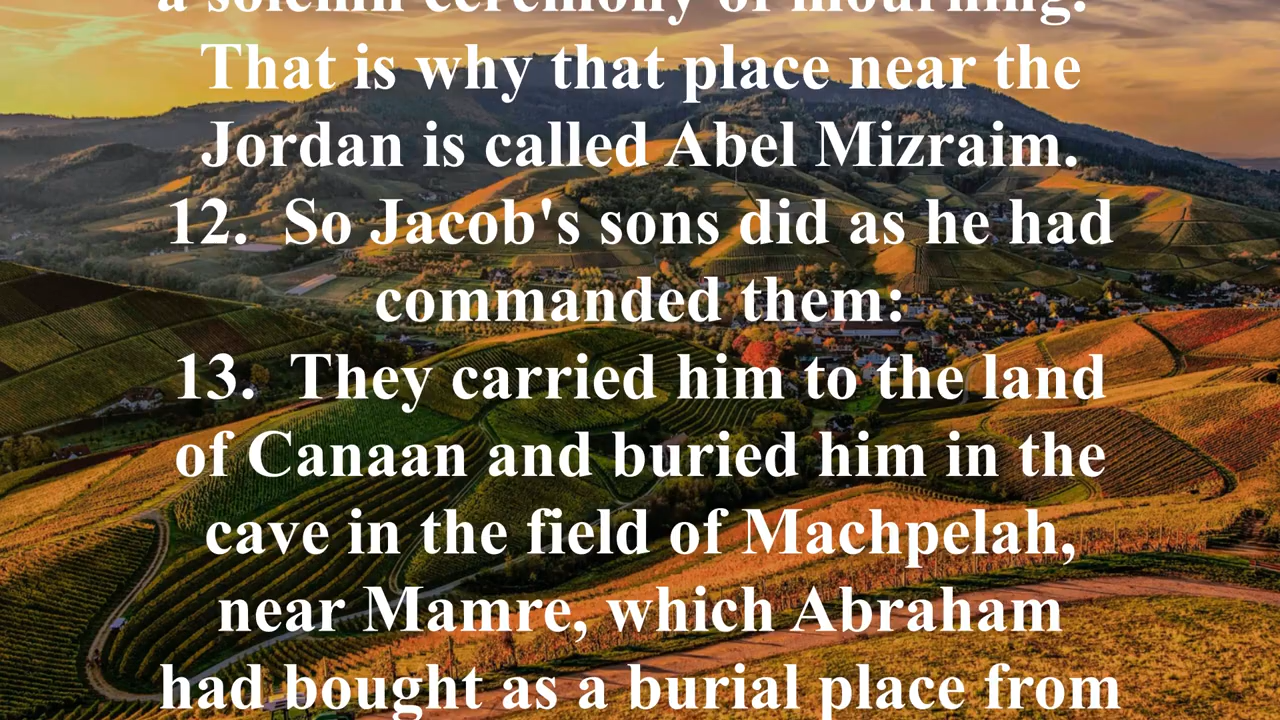 a solemn ceremony of mourning.
That is why that place near the
Jordan is called Abel Mizraim.
12. So Jacob's sons did as he had
commanded them:
13. They carried him to the land
of Canaan and buried him in the
cave in the field of Machpelah,
near Mamre, which Abraham
had bought as a burial place from